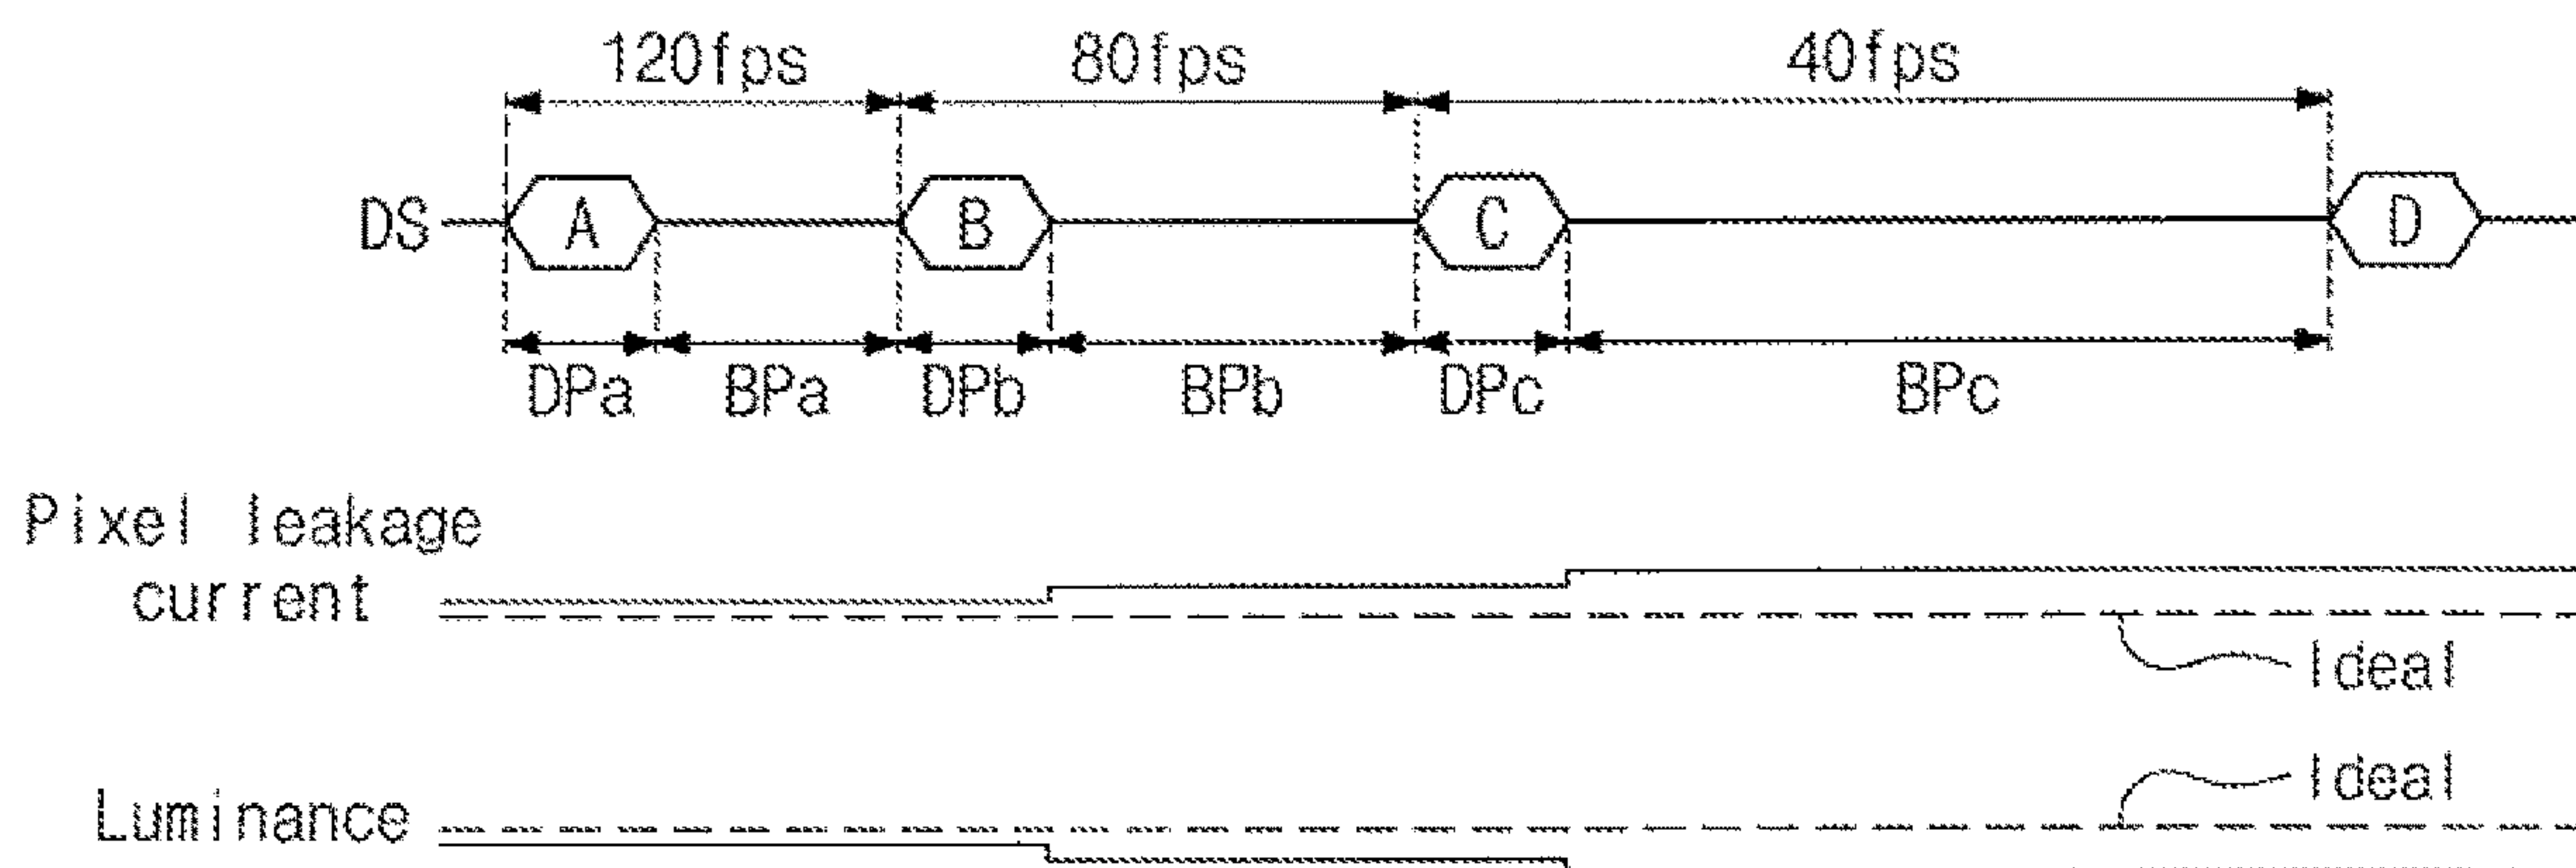 120fps 80fps 40fps
DS A B C D
DPa BPa DPb BPb DPc BPc
Pixel leakage
current
Ideal
Ideal
Luminance